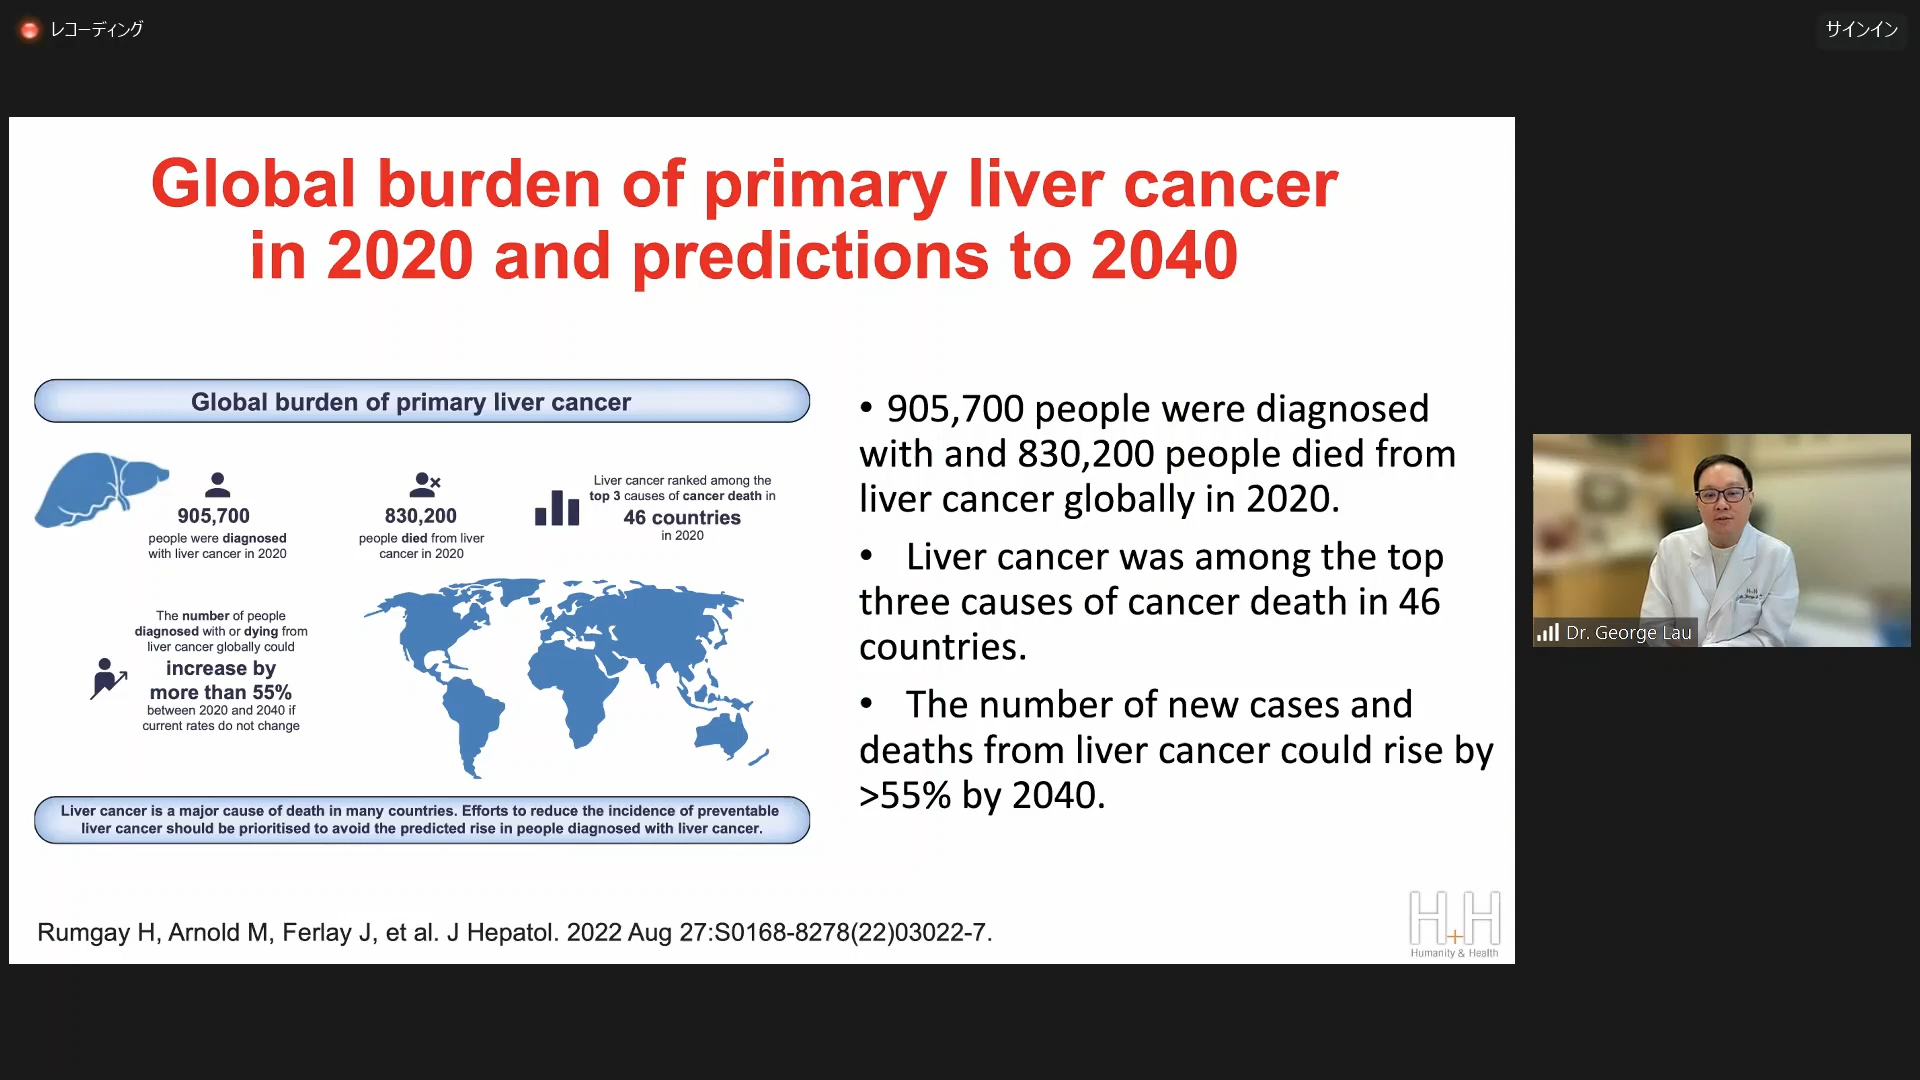 レコーディング
サインイン
Global burden of primary liver cancer
in 2020 and predictions to 2040
Global burden of primary liver cancer
905,700
people were diagnosed
with liver cancer in 2020
830,200
people died from liver
cancer in 2020
Liver cancer ranked among the
top 3 causes of cancer death in
46 countries
in 2020
The number of people
diagnosed with or dying from
liver cancer globally could
increase by
more than 55%
between 2020 and 2040 if
current rates do not change
Liver cancer is a major cause of death in many countries. Efforts to reduce the incidence of preventable
liver cancer should be prioritised to avoid the predicted rise in people diagnosed with liver cancer.
• 905,700 people were diagnosed
with and 830,200 people died from
liver cancer globally in 2020.
• Liver cancer was among the top
three causes of cancer death in 46
countries.
• The number of new cases and
deaths from liver cancer could rise by
>55% by 2040.
Rumgay H, Arnold M, Ferlay J, et al. J Hepatol. 2022 Aug 27:S0168-8278(22)03022-7.
H+H
Humanity & Health
Dr. George Lau